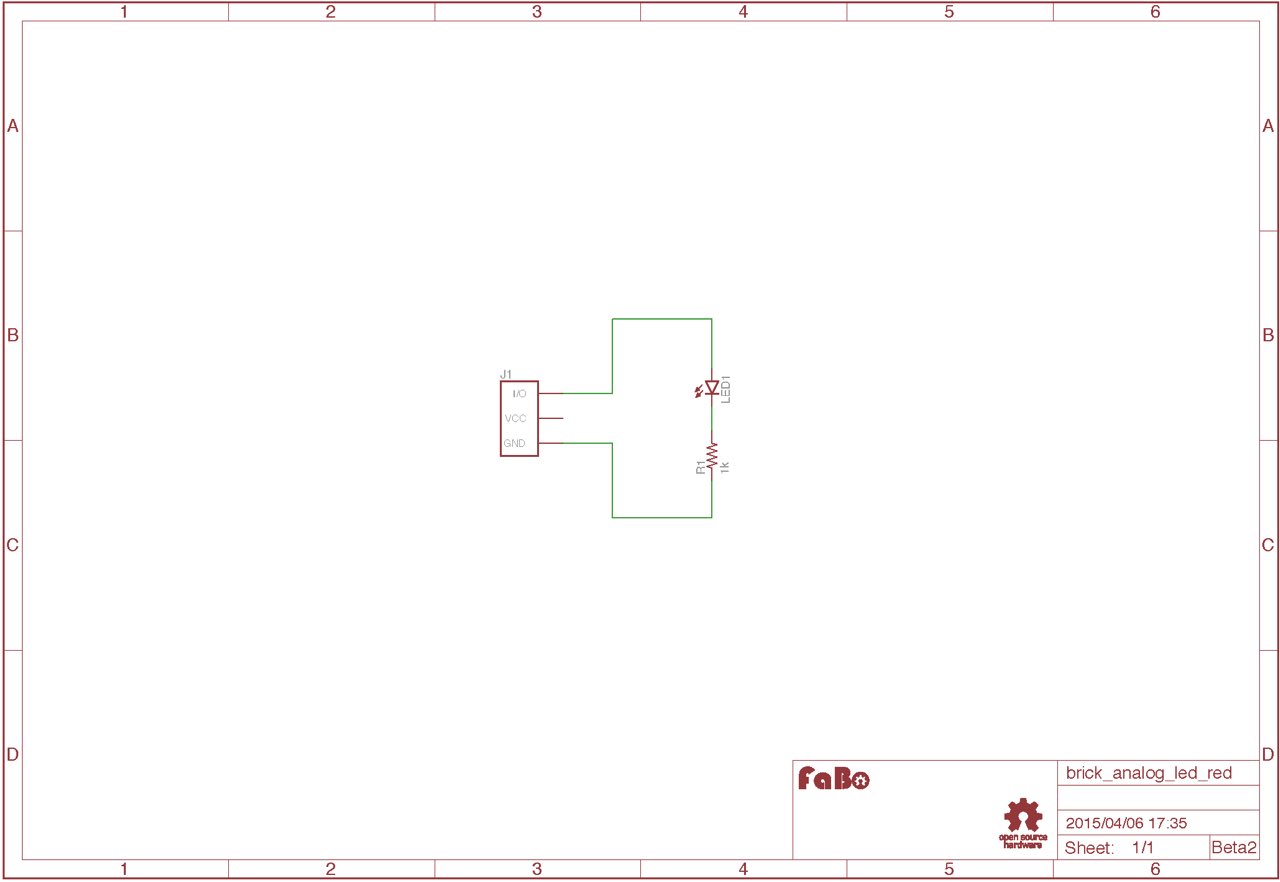 1 2 3 4 5 6
A A
B B
J1
I/O
VCC
GND
LED1
R1
1k
C C
D D
FaBo
brick_analog_led_red
open source
hardware
2015/04/06 17:35
Sheet: 1/1
Beta2
1 2 3 4 5 6